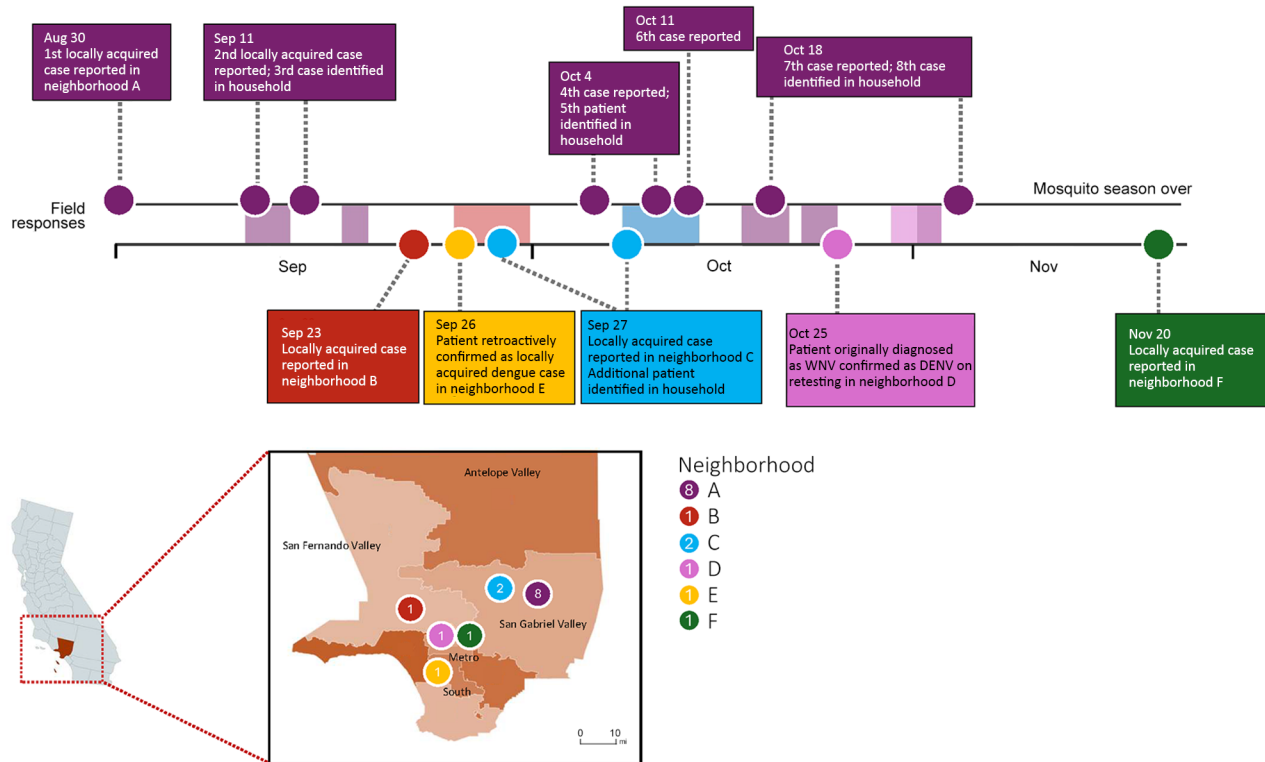 Aug 30
1st locally acquired
case reported in
neighborhood A
Sep 11
2nd locally acquired case
reported; 3rd case identified
in household
Oct 4
4th case reported;
5th patient
identified in
household
Oct 11
6th case reported
Oct 18
7th case reported; 8th case
identified in household
Field
responses
Mosquito season over
Sep
Oct
Nov
Sep 23
Locally acquired case
reported in
neighborhood B
Sep 26
Patient retroactively
confirmed as locally
acquired dengue case
in neighborhood E
Sep 27
Locally acquired case
reported in neighborhood C
Additional patient
identified in household
Oct 25
Patient originally diagnosed
as WNV confirmed as DENV on
retesting in neighborhood D
Nov 20
Locally acquired case
reported in
neighborhood F
Antelope Valley
San Fernando Valley
2
8
1
San Gabriel Valley
1
1
Metro
1
South
0 10
mi
Neighborhood
8 A
1 B
2 C
1 D
1 E
1 F